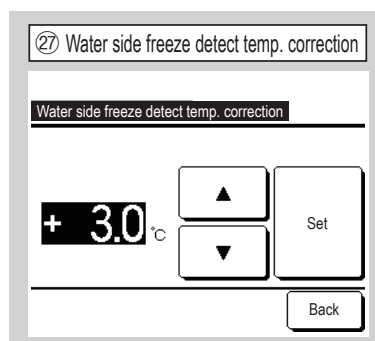 ㉗ Water side freeze detect temp. correction
Water side freeze detect temp. correction
+ 3.0 °C
▲
▼
Set
Back